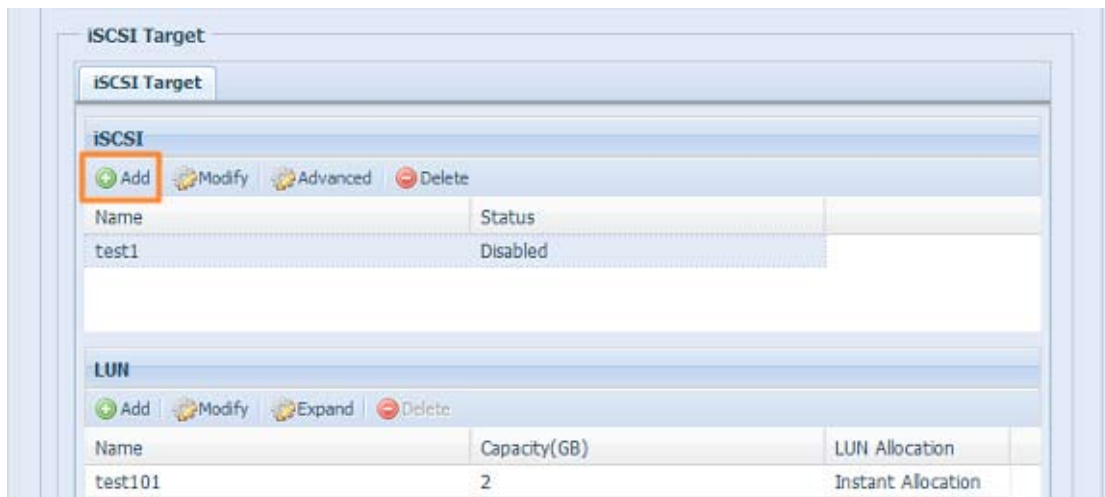 iSCSI Target
iSCSI Target
iSCSI
Add Modify Advanced Delete
Name Status
test1 Disabled
LUN
Add Modify Expand Delete
Name Capacity(GB) LUN Allocation
test101 2 Instant Allocation